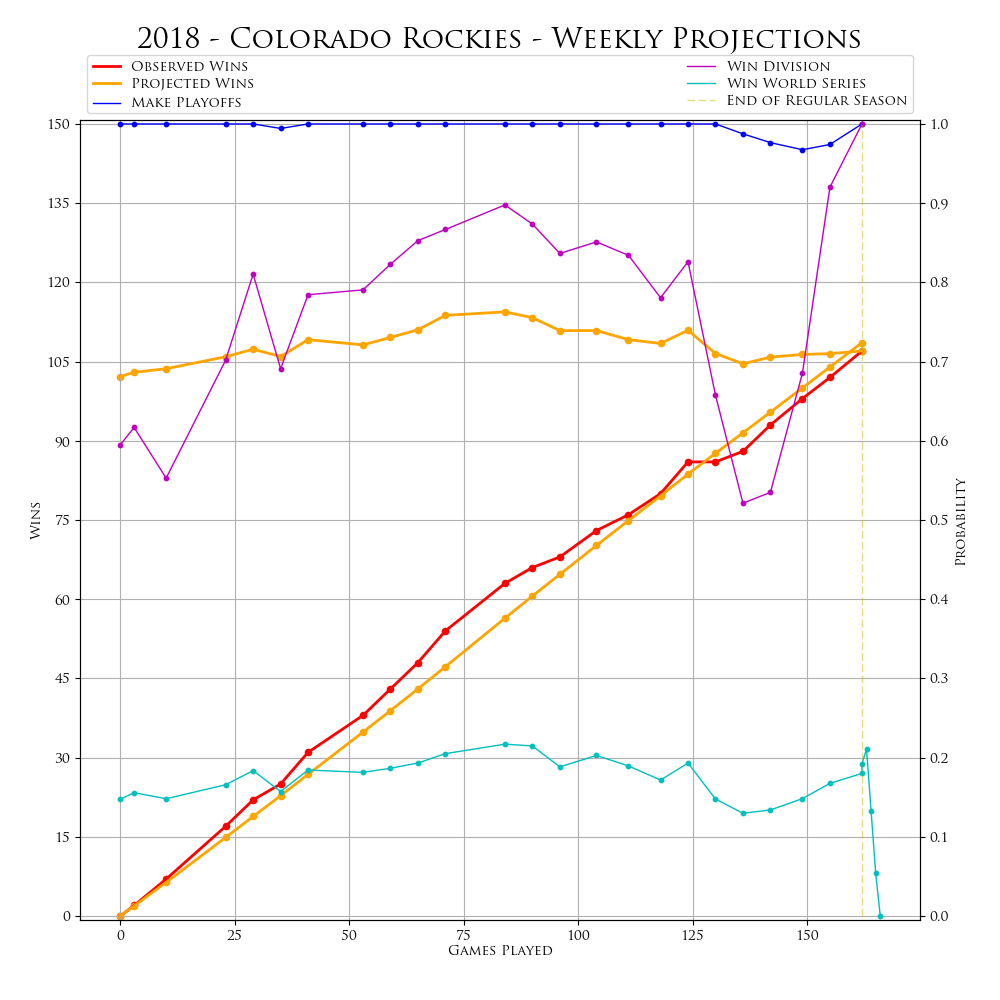 2018 - Colorado Rockies - Weekly Projections
Observed Wins
Projected Wins
Make Playoffs
Win Division
Win World Series
End of Regular Season
150
135
120
105
90
75
60
45
30
15
0
Wins
1.0
0.9
0.8
0.7
0.6
0.5
0.4
0.3
0.2
0.1
0.0
Probability
0 25 50 75 100 125 150
Games Played